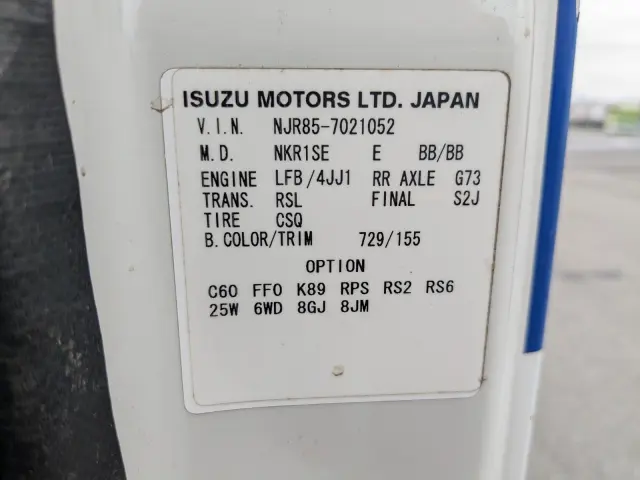 ISUZU MOTORS LTD. JAPAN
V.I.N. NJR85-7021052
M.D. NKR1SE E BB/BB
ENGINE LFB/4JJ1 RR AXLE G73
TRANS. RSL FINAL S2J
TIRE CSQ
B.COLOR/TRIM 729/155
OPTION
C60 FF0 K89 RPS RS2 RS6
25W 6WD 8GJ 8JM